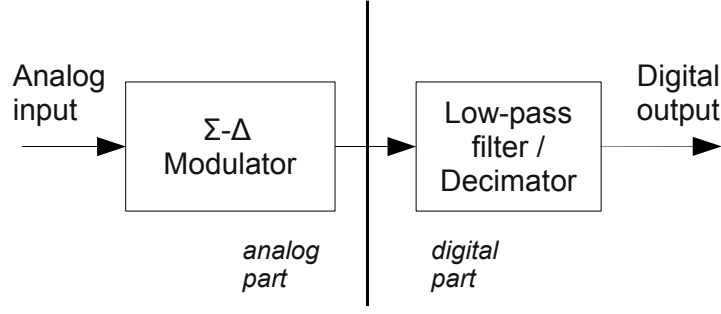 Analog
input
Σ-Δ
Modulator
Low-pass
filter /
Decimator
Digital
output
analog
part
digital
part